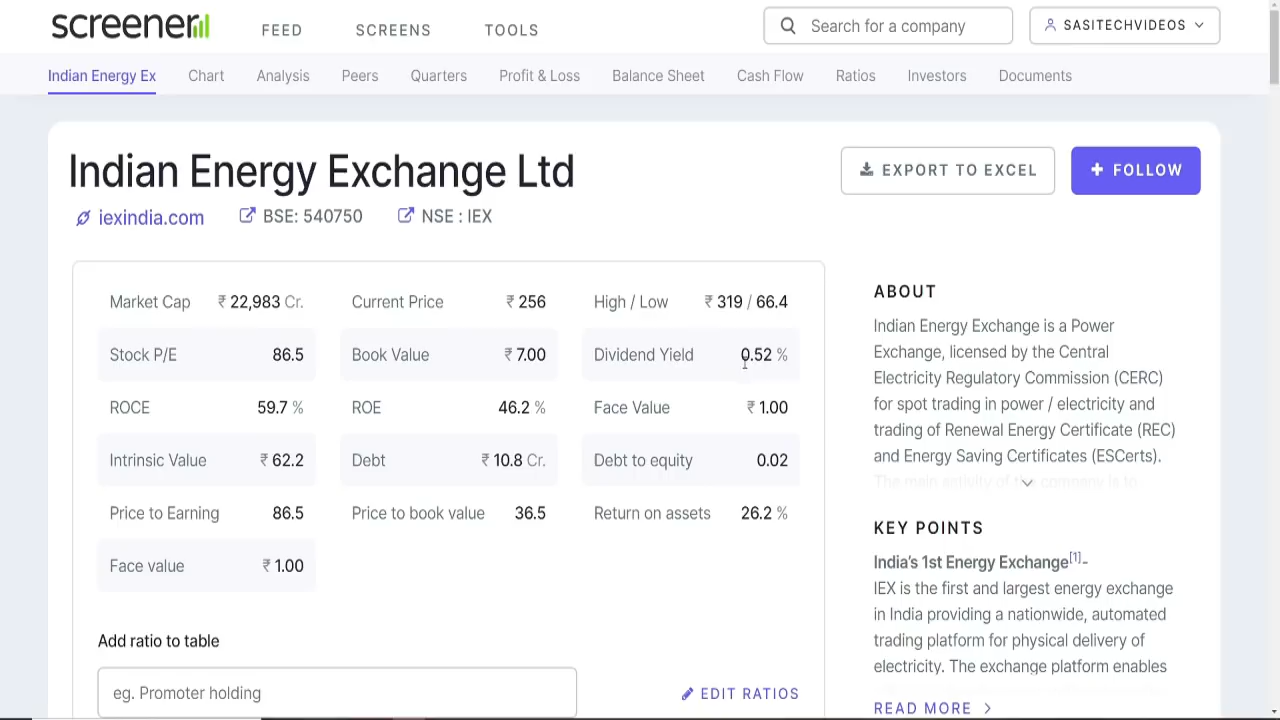 screener
FEED SCREENS TOOLS
Search for a company
SASITECHVIDEOS
Indian Energy Ex Chart Analysis Peers Quarters Profit & Loss Balance Sheet Cash Flow Ratios Investors Documents
Indian Energy Exchange Ltd
EXPORT TO EXCEL
FOLLOW
iexindia.com BSE: 540750 NSE : IEX
Market Cap ₹ 22,983 Cr. Current Price ₹ 256 High / Low ₹ 319 / 66.4
Stock P/E 86.5 Book Value ₹ 7.00 Dividend Yield 0.52 %
ROCE 59.7 % ROE 46.2 % Face Value ₹ 1.00
Intrinsic Value ₹ 62.2 Debt ₹ 10.8 Cr. Debt to equity 0.02
Price to Earning 86.5 Price to book value 36.5 Return on assets 26.2 %
Face value ₹ 1.00
Add ratio to table
eg. Promoter holding
EDIT RATIOS
ABOUT
Indian Energy Exchange is a Power
Exchange, licensed by the Central
Electricity Regulatory Commission (CERC)
for spot trading in power / electricity and
trading of Renewal Energy Certificate (REC)
and Energy Saving Certificates (ESCerts).
The main activity of the company is to
KEY POINTS
India's 1st Energy Exchange[1]-
IEX is the first and largest energy exchange
in India providing a nationwide, automated
trading platform for physical delivery of
electricity. The exchange platform enables
READ MORE